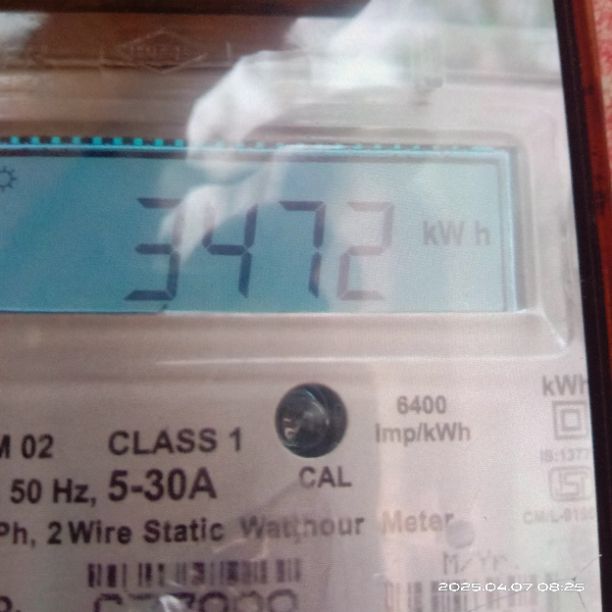 3472 kWh
kWh
6400
Imp/kWh
M 02 CLASS 1
50 Hz, 5-30A
CAL
Ph, 2 Wire Static Watthour Meter
2025.04.07 08:25